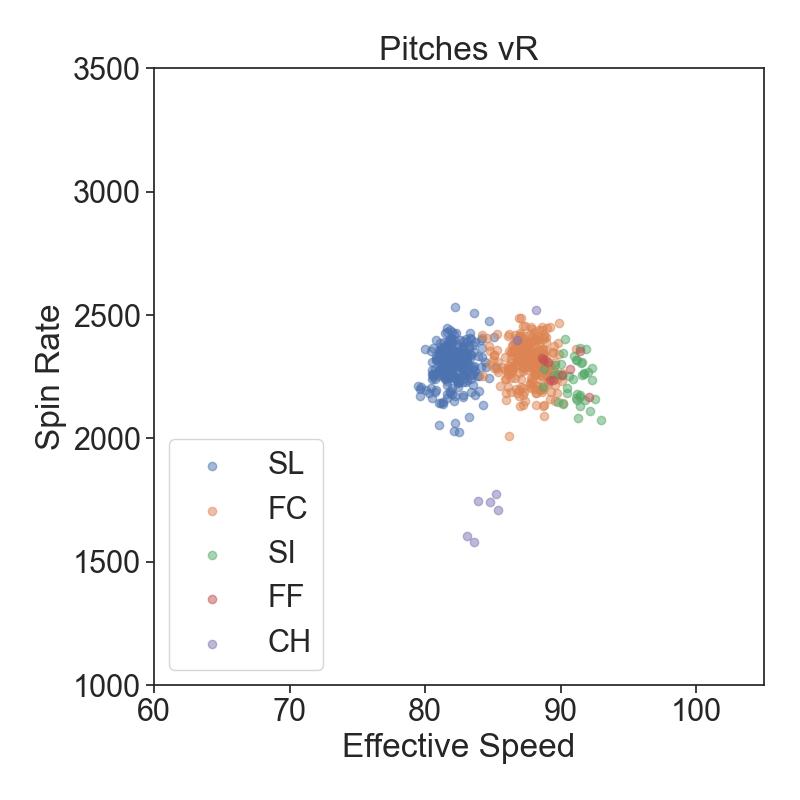 Pitches vR
3500
3000
2500
2000
1500
1000
Spin Rate
SL
FC
SI
FF
CH
60 70 80 90 100
Effective Speed